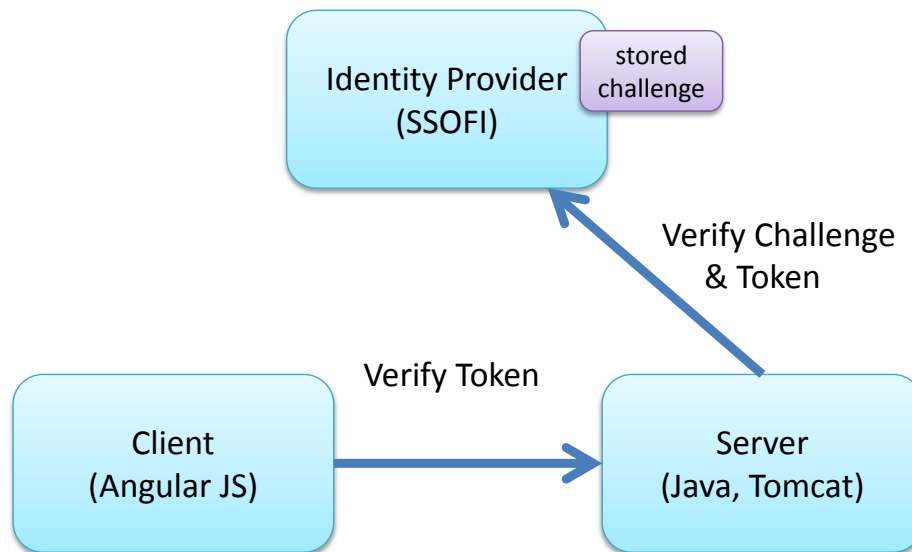 Identity Provider
(SSOFI)
stored
challenge
Verify Challenge
& Token
Verify Token
Client
(Angular JS)
Server
(Java, Tomcat)